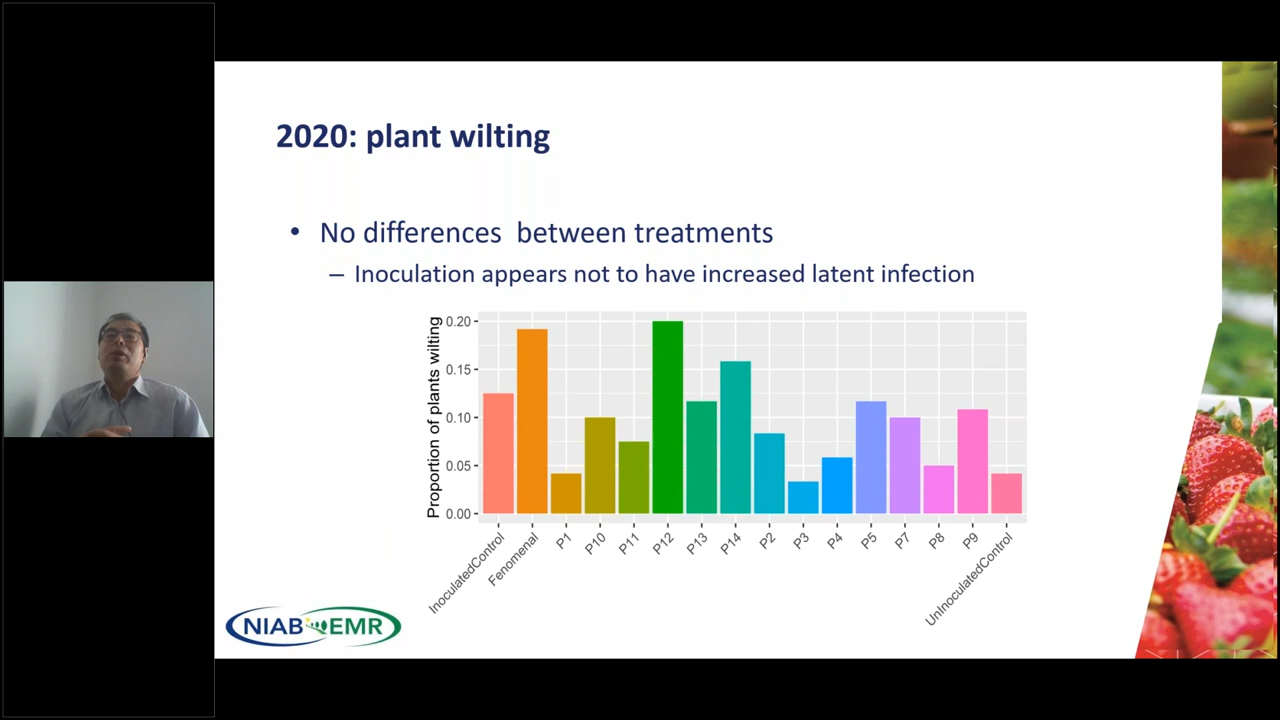 2020: plant wilting
• No differences  between treatments
– Inoculation appears not to have increased latent infection
Proportion of plants wilting
0.20
0.15
0.10
0.05
0.00
InoculatedControl
Fenomenal
P1
P10
P11
P12
P13
P14
P2
P3
P4
P5
P7
P8
P9
UnInoculatedControl
NIAB EMR